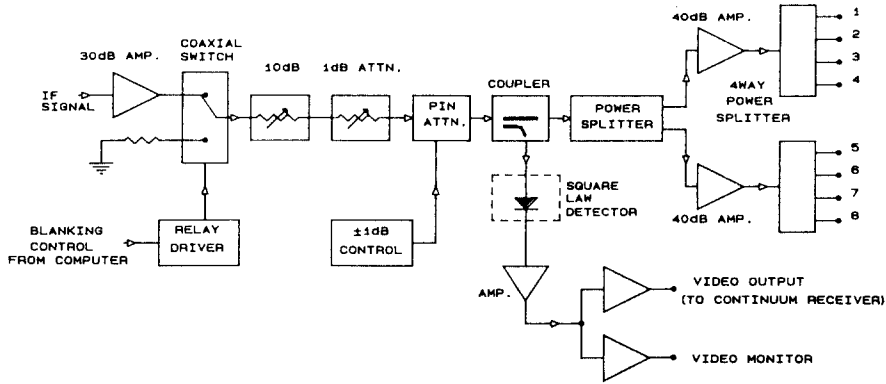 40dB AMP.
1
2
3
4
COAXIAL
SWITCH
30dB AMP.
10dB
1dB ATTN.
COUPLER
4WAY
POWER
SPLITTER
IF
SIGNAL
PIN
ATTN.
POWER
SPLITTER
5
6
7
8
SQUARE
LAW
DETECTOR
40dB AMP.
BLANKING
CONTROL
FROM COMPUTER
RELAY
DRIVER
±1dB
CONTROL
AMP.
VIDEO OUTPUT
(TO CONTINUUM RECEIVER)
VIDEO MONITOR